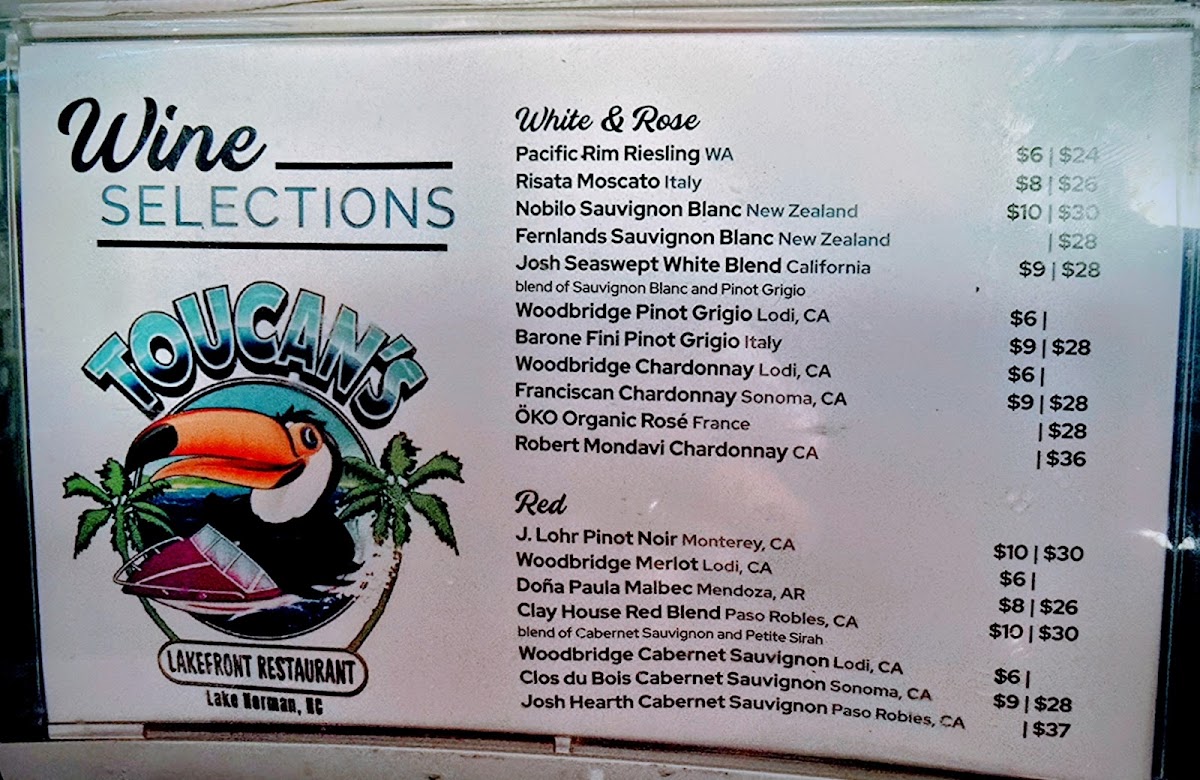 Wine
SELECTIONS
TOUCAN'S
LAKEFRONT RESTAURANT
Lake Norman, NC
White & Rose
Pacific Rim Riesling WA $6 | $24
Risata Moscato Italy $8 | $26
Nobilo Sauvignon Blanc New Zealand $10 | $30
Fernlands Sauvignon Blanc New Zealand | $28
Josh Seaswept White Blend California $9 | $28
blend of Sauvignon Blanc and Pinot Grigio
Woodbridge Pinot Grigio Lodi, CA $6 |
Barone Fini Pinot Grigio Italy $9 | $28
Woodbridge Chardonnay Lodi, CA $6 |
Franciscan Chardonnay Sonoma, CA $9 | $28
ÖKO Organic Rosé France | $28
Robert Mondavi Chardonnay CA | $36
Red
J. Lohr Pinot Noir Monterey, CA $10 | $30
Woodbridge Merlot Lodi, CA $6 |
Doña Paula Malbec Mendoza, AR $8 | $26
Clay House Red Blend Paso Robles, CA $10 | $30
blend of Cabernet Sauvignon and Petite Sirah
Woodbridge Cabernet Sauvignon Lodi, CA $6 |
Clos du Bois Cabernet Sauvignon Sonoma, CA $9 | $28
Josh Hearth Cabernet Sauvignon Paso Robles, CA | $37